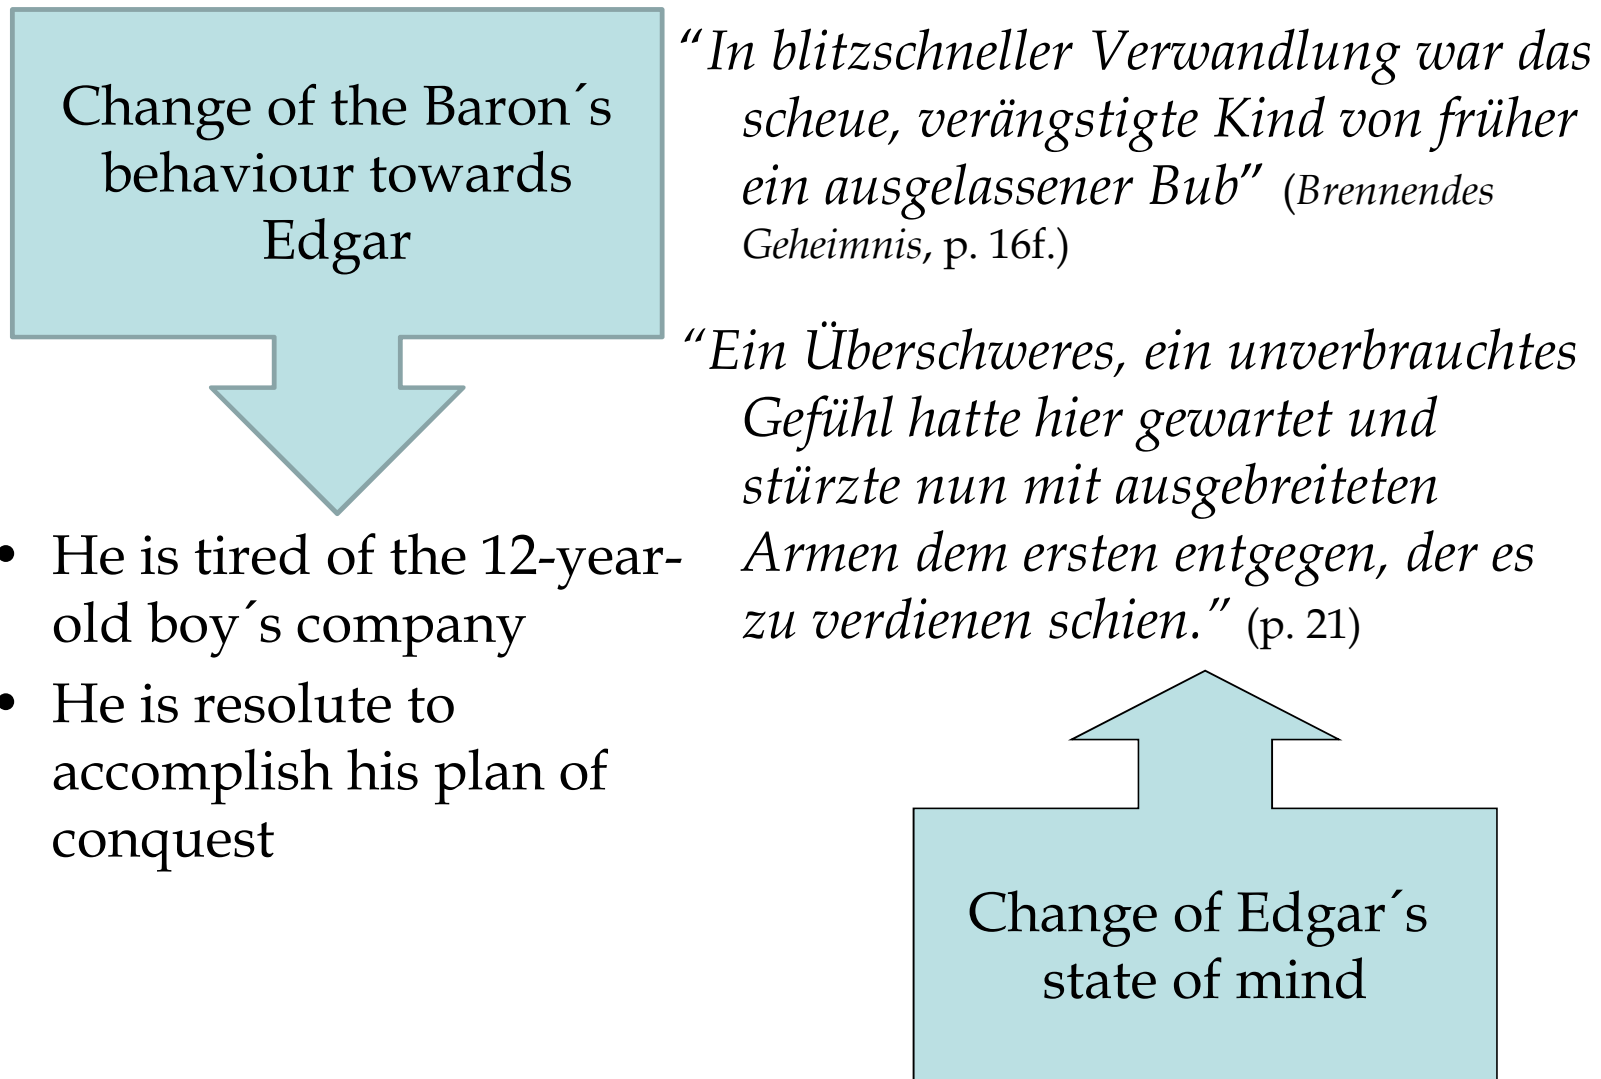 Change of the Baron´s
behaviour towards
Edgar
• He is tired of the 12-year-
old boy´s company
• He is resolute to
accomplish his plan of
conquest
“In blitzschneller Verwandlung war das
scheue, verängstigte Kind von früher
ein ausgelassener Bub” (Brennendes
Geheimnis, p. 16f.)
“Ein Überschweres, ein unverbrauchtes
Gefühl hatte hier gewartet und
stürzte nun mit ausgebreiteten
Armen dem ersten entgegen, der es
zu verdienen schien.” (p. 21)
Change of Edgar´s
state of mind